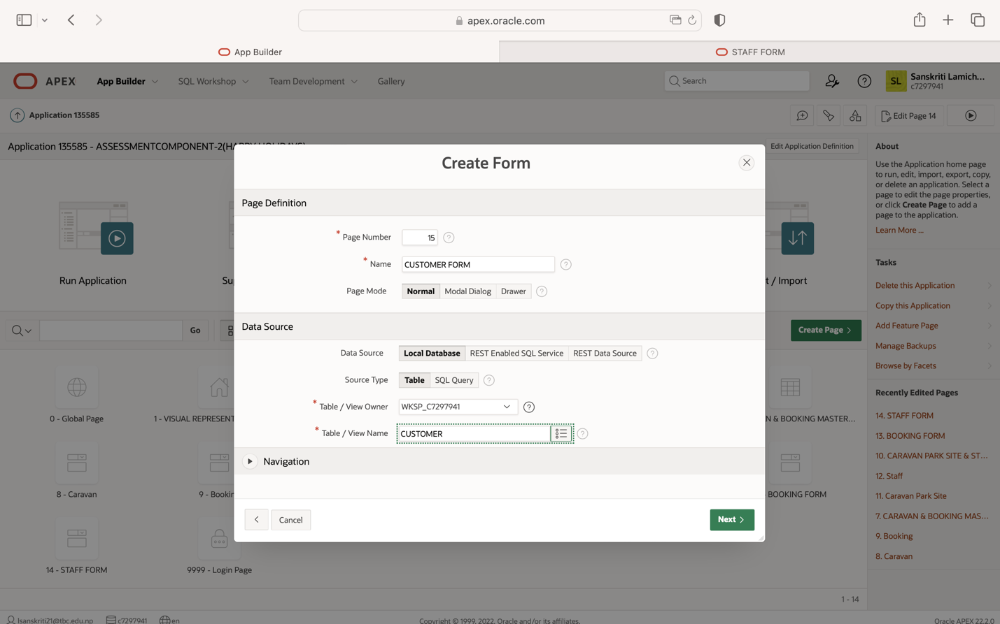 apex.oracle.com
App Builder
STAFF FORM
APEX
App Builder
SQL Workshop
Team Development
Gallery
Search
SL
Sanskriti Lamich...
c7297941
Application 135585
Edit Page 14
Application 135585 - ASSESSMENTCOMPONENT-2(HAPPY HOLIDAYS)
Edit Application Definition
Create Form
Page Definition
* Page Number
15
* Name
CUSTOMER FORM
Page Mode
Normal
Modal Dialog
Drawer
Data Source
Data Source
Local Database
REST Enabled SQL Service
REST Data Source
Source Type
Table
SQL Query
* Table / View Owner
WKSP_C7297941
* Table / View Name
CUSTOMER
Navigation
Cancel
Next
Run Application
Su
t / Import
Go
Create Page
0 - Global Page
1 - VISUAL REPRESENT
N & BOOKING MASTER...
8 - Caravan
9 - Bookin
BOOKING FORM
14 - STAFF FORM
9999 - Login Page
1 - 14
About
Use the Application home page
to run, edit, import, export, copy,
or delete an application. Select a
page to edit the page properties,
or click Create Page to add a
page to the application.
Learn More ...
Tasks
Delete this Application
Copy this Application
Add Feature Page
Manage Backups
Browse by Facets
Recently Edited Pages
14. STAFF FORM
13. BOOKING FORM
10. CARAVAN PARK SITE & ST...
12. Staff
11. Caravan Park Site
7. CARAVAN & BOOKING MAS...
9. Booking
8. Caravan
lsanskriti21@tbc.edu.np
c7297941
en
Copyright © 1999, 2022, Oracle and/or its affiliates.
Oracle APEX 22.2.0